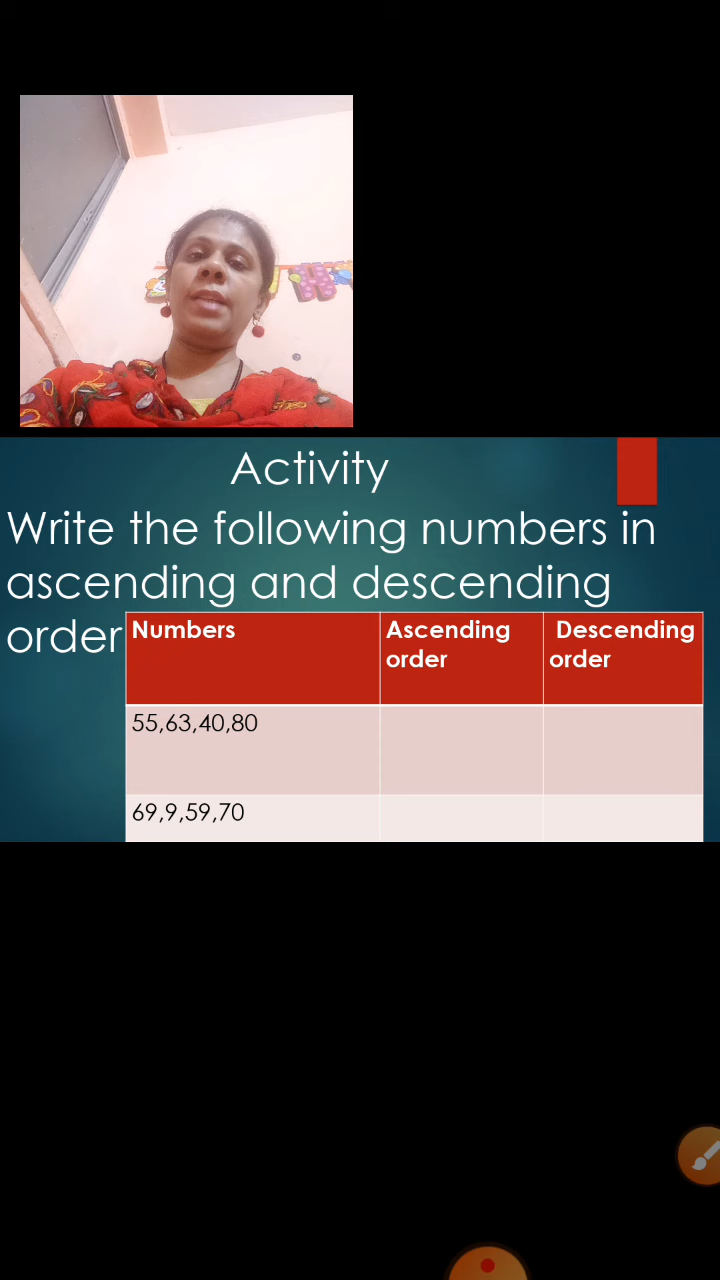 H
Activity
Write the following numbers in
ascending and descending
order
Numbers
Ascending
order
Descending
order
55,63,40,80
69,9,59,70